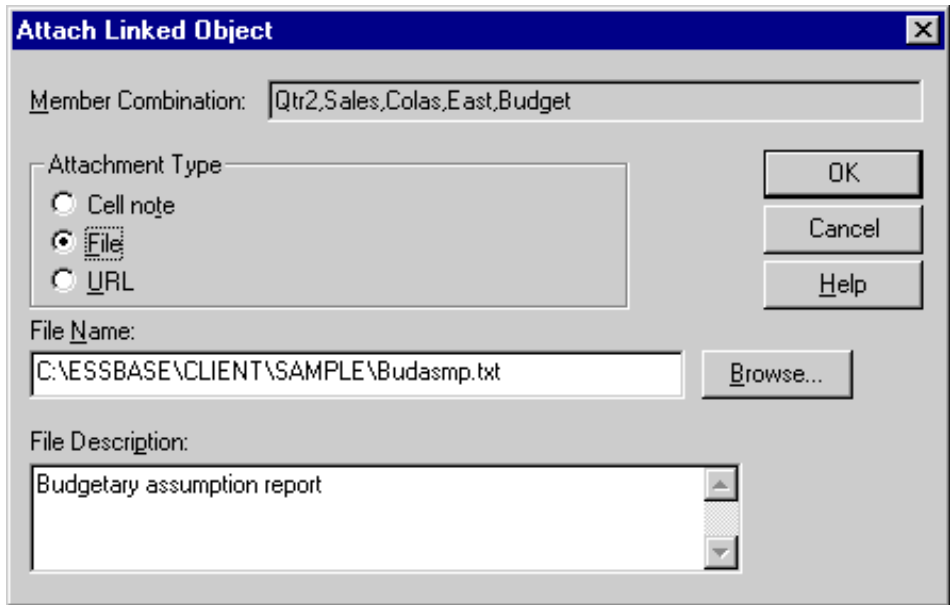 Attach Linked Object
Member Combination: Qtr2,Sales,Colas,East,Budget
Attachment Type
Cell note
File
URL
OK
Cancel
Help
File Name:
C:\ESSBASE\CLIENT\SAMPLE\Budasmp.txt
Browse...
File Description:
Budgetary assumption report